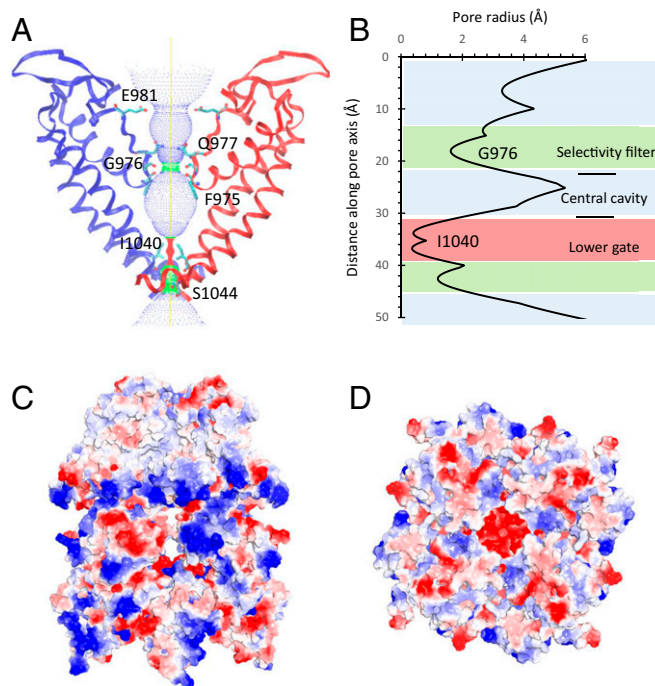 A
E981
Q977
G976
F975
I1040
S1044
B
Pore radius (Å)
0 2 4 6
Distance along pore axis (Å)
0
10
20
30
40
50
G976
Selectivity filter
Central cavity
I1040
Lower gate
C
D